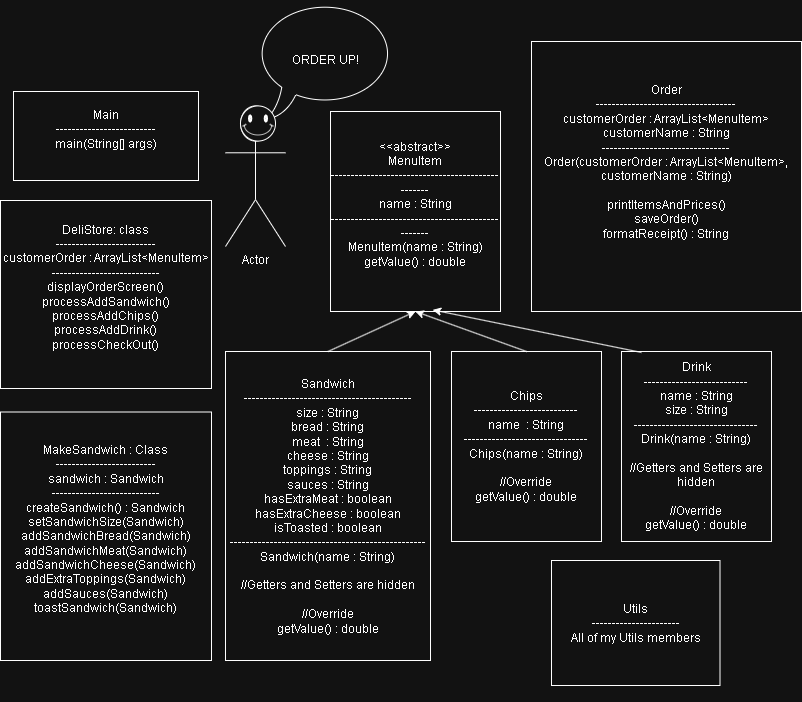 ORDER UP!
Main
-------------------------
main(String[] args)
Actor
DeliStore: class
-------------------------
customerOrder : ArrayList<MenuItem>
---------------------------
displayOrderScreen()
processAddSandwich()
processAddChips()
processAddDrink()
processCheckOut()
MakeSandwich : Class
-------------------------
sandwich : Sandwich
---------------------------
createSandwich() : Sandwich
setSandwichSize(Sandwich)
addSandwichBread(Sandwich)
addSandwichMeat(Sandwich)
addSandwichCheese(Sandwich)
addExtraToppings(Sandwich)
addSauces(Sandwich)
toastSandwich(Sandwich)
<<abstract>>
MenuItem
------------------------------------------
-------
name : String
------------------------------------------
-------
MenuItem(name : String)
getValue() : double
Order
-----------------------------------
customerOrder : ArrayList<MenuItem>
customerName : String
--------------------------------
Order(customerOrder : ArrayList<MenuItem>,
customerName : String)
printItemsAndPrices()
saveOrder()
formatReceipt() : String
Sandwich
------------------------------------------
size : String
bread : String
meat : String
cheese : String
toppings : String
sauces : String
hasExtraMeat : boolean
hasExtraCheese : boolean
isToasted : boolean
-------------------------------------------------
Sandwich(name : String)
//Getters and Setters are hidden
//Override
getValue() : double
Chips
--------------------------
name : String
-------------------------------
Chips(name : String)
//Override
getValue() : double
Drink
--------------------------
name : String
size : String
-------------------------------
Drink(name : String)
//Getters and Setters are
hidden
//Override
getValue() : double
Utils
----------------------
All of my Utils members